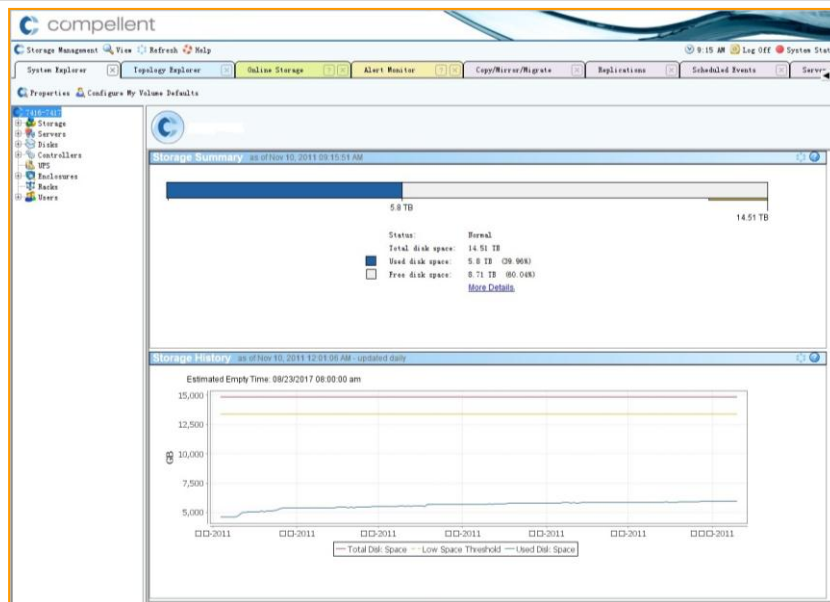 compellent
Storage Management View Refresh Help 9:15 AM Log Off System Stat
System Explorer Topology Explorer Online Storage Alert Monitor Copy/Mirror/Migrate Replications Scheduled Events Serve
Properties Configure My Volume Defaults
7416-7417
Storage
Servers
Disks
Controllers
UPS
Enclosures
Racks
Users
Storage Summary as of Nov 10, 2011 09:15:51 AM
5.8 TB
14.51 TB
Status: Normal
Total disk space: 14.51 TB
Used disk space: 5.8 TB (39.96%)
Free disk space: 8.71 TB (60.04%)
More Details
Storage History as of Nov 10, 2011 12:01:06 AM - updated daily
Estimated Empty Time: 08/23/2017 08:00:00 am
15,000
12,500
GB
10,000
7,500
5,000
□□-2011 □□-2011 □□-2011 □□-2011 □□-2011 □□-2011 □□□-2011
Total Disk Space Low Space Threshold Used Disk Space